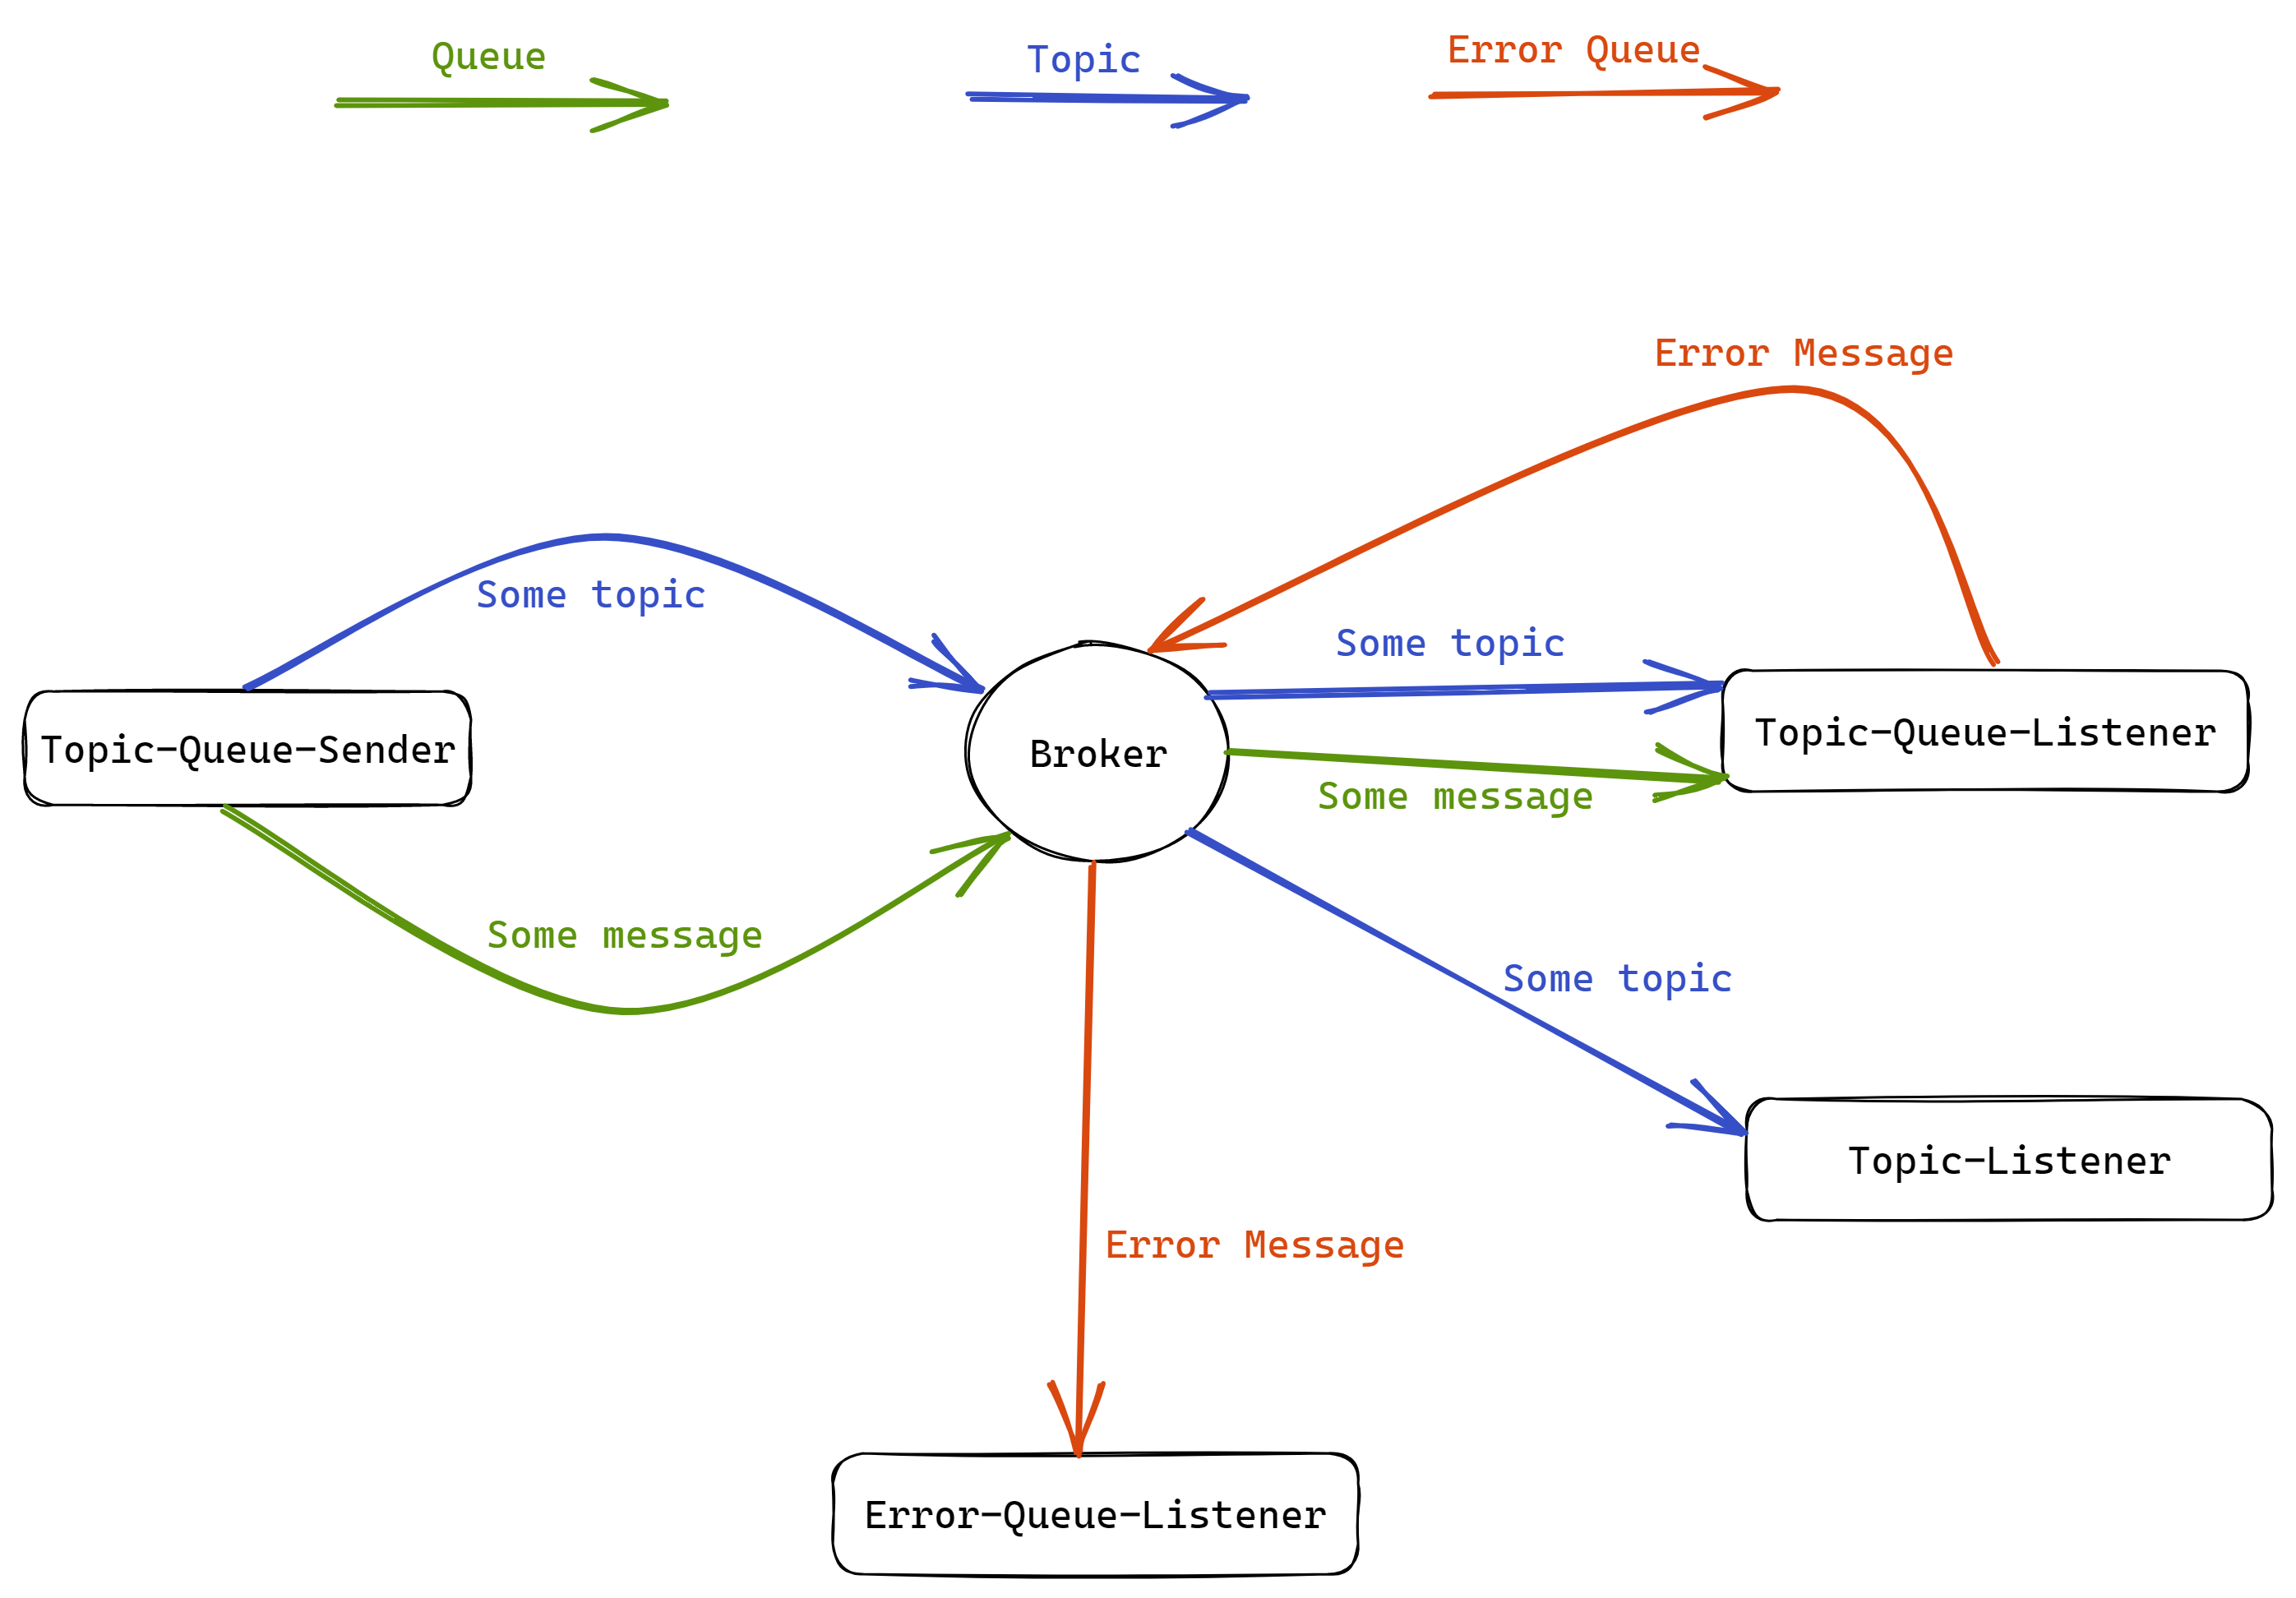 Queue
Topic
Error Queue
Error Message
Some topic
Some topic
Topic-Queue-Sender
Broker
Topic-Queue-Listener
Some message
Some message
Some topic
Topic-Listener
Error Message
Error-Queue-Listener